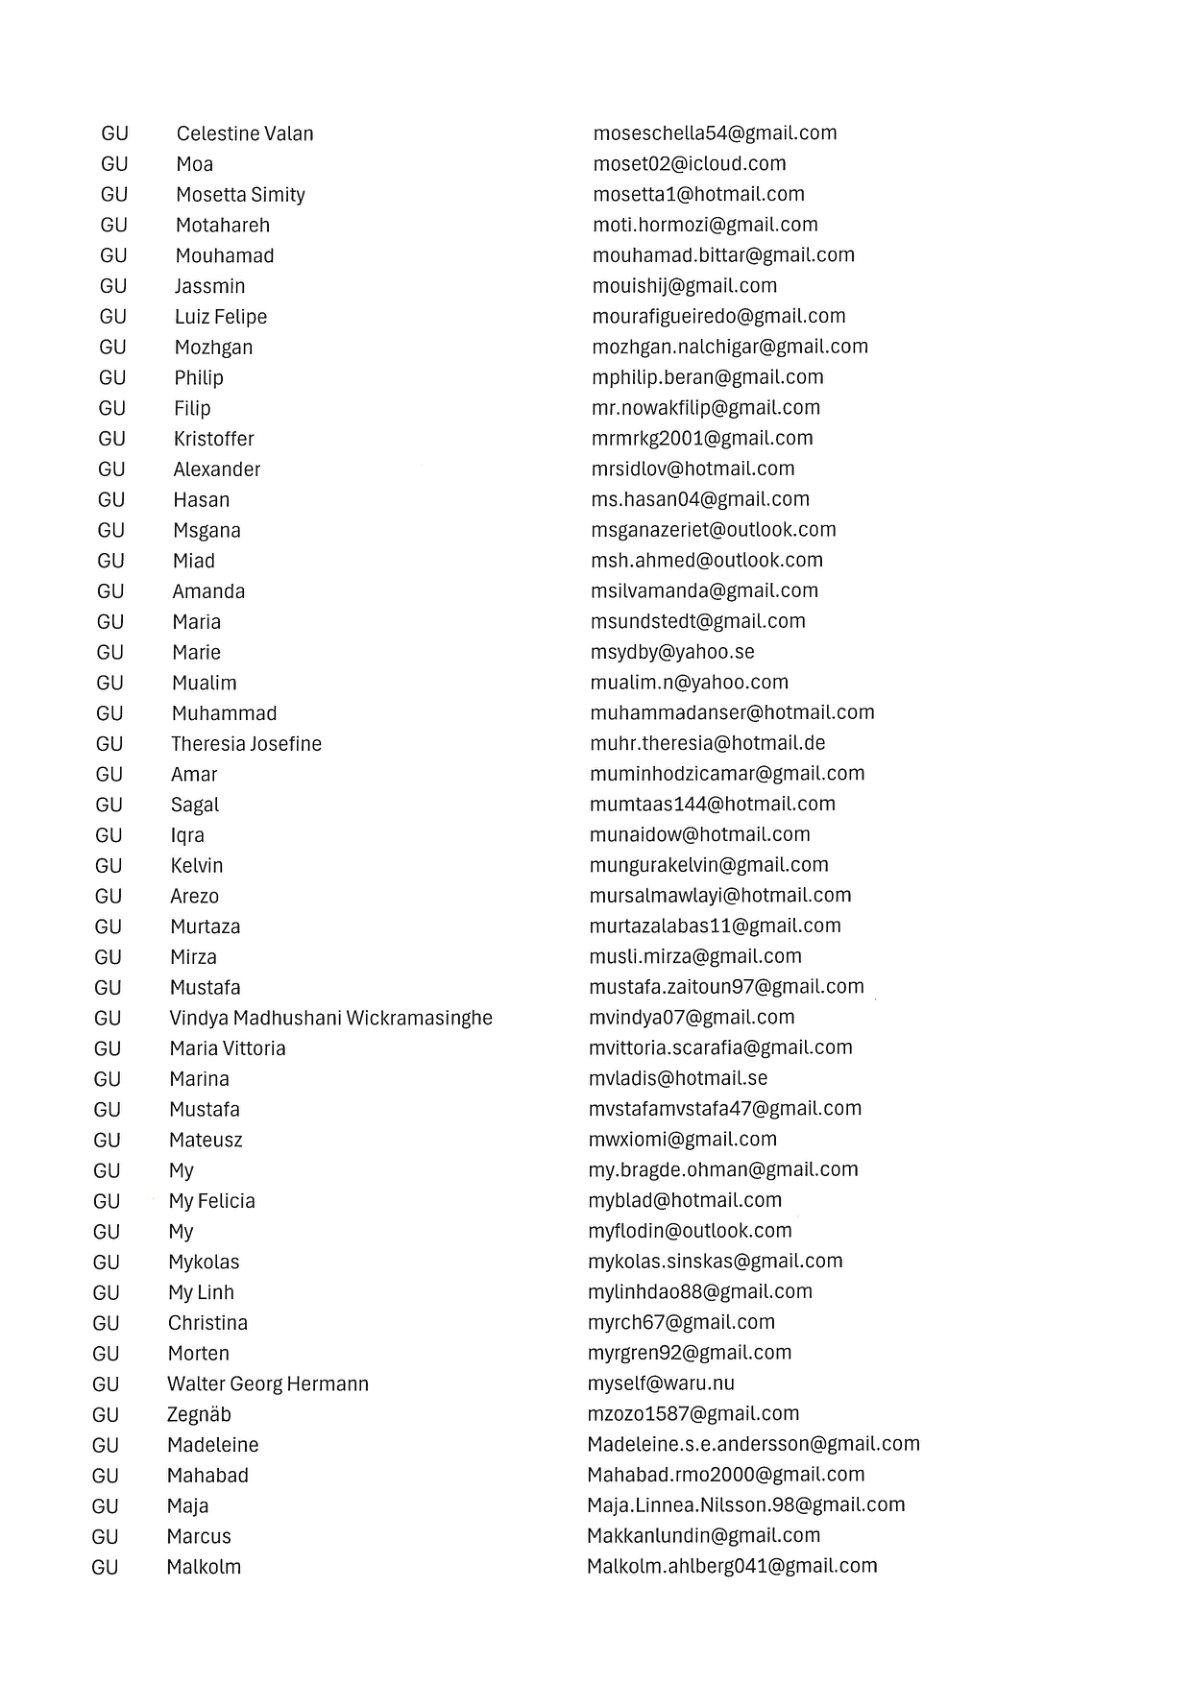 GU Celestine Valan moseschella54@gmail.com
GU Moa moset02@icloud.com
GU Mosetta Simity mosetta1@hotmail.com
GU Motahareh moti.hormozi@gmail.com
GU Mouhamad mouhamad.bittar@gmail.com
GU Jassmin mouishij@gmail.com
GU Luiz Felipe mourafigueiredo@gmail.com
GU Mozhgan mozhgan.nalchigar@gmail.com
GU Philip mphilip.beran@gmail.com
GU Filip mr.nowakfilip@gmail.com
GU Kristoffer mrmrkg2001@gmail.com
GU Alexander mrsidlov@hotmail.com
GU Hasan ms.hasan04@gmail.com
GU Msgana msganazeriet@outlook.com
GU Miad msh.ahmed@outlook.com
GU Amanda msilvamanda@gmail.com
GU Maria msundstedt@gmail.com
GU Marie msydby@yahoo.se
GU Mualim mualim.n@yahoo.com
GU Muhammad muhammadanser@hotmail.com
GU Theresia Josefine muhr.theresia@hotmail.de
GU Amar muminhodzicamar@gmail.com
GU Sagal mumtaas144@hotmail.com
GU Iqra munaidow@hotmail.com
GU Kelvin mungurakelvin@gmail.com
GU Arezo mursalmawlayi@hotmail.com
GU Murtaza murtazalabas11@gmail.com
GU Mirza musli.mirza@gmail.com
GU Mustafa mustafa.zaitoun97@gmail.com
GU Vindya Madhushani Wickramasinghe mvindya07@gmail.com
GU Maria Vittoria mvittoria.scarafia@gmail.com
GU Marina mvladis@hotmail.se
GU Mustafa mvstafamvstafa47@gmail.com
GU Mateusz mwxiomi@gmail.com
GU My my.bragde.ohman@gmail.com
GU My Felicia myblad@hotmail.com
GU My myflodin@outlook.com
GU Mykolas mykolas.sinskas@gmail.com
GU My Linh mylinhdao88@gmail.com
GU Christina myrch67@gmail.com
GU Morten myrgren92@gmail.com
GU Walter Georg Hermann myself@waru.nu
GU Zegnäb mzozo1587@gmail.com
GU Madeleine Madeleine.s.e.andersson@gmail.com
GU Mahabad Mahabad.rmo2000@gmail.com
GU Maja Maja.Linnea.Nilsson.98@gmail.com
GU Marcus Makkanlundin@gmail.com
GU Malkolm Malkolm.ahlberg041@gmail.com